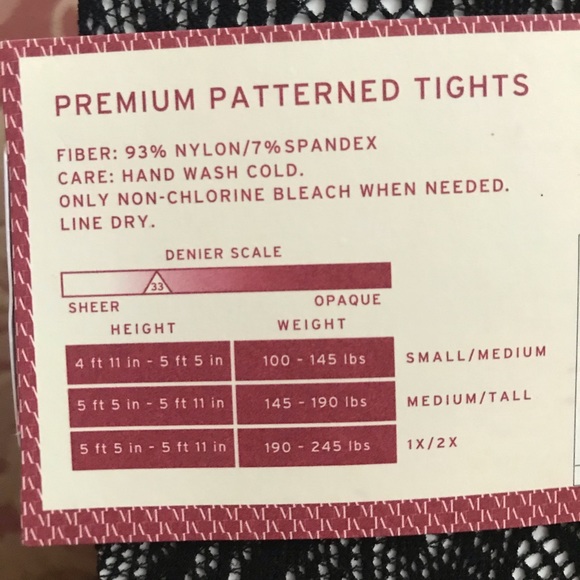 PREMIUM PATTERNED TIGHTS
FIBER: 93% NYLON/7%SPANDEX
CARE: HAND WASH COLD.
ONLY NON-CHLORINE BLEACH WHEN NEEDED.
LINE DRY.
DENIER SCALE
33
SHEER OPAQUE
HEIGHT WEIGHT
4 ft 11 in - 5 ft 5 in 100 - 145 lbs SMALL/MEDIUM
5 ft 5 in - 5 ft 11 in 145 - 190 lbs MEDIUM/TALL
5 ft 5 in - 5 ft 11 in 190 - 245 lbs 1X/2X